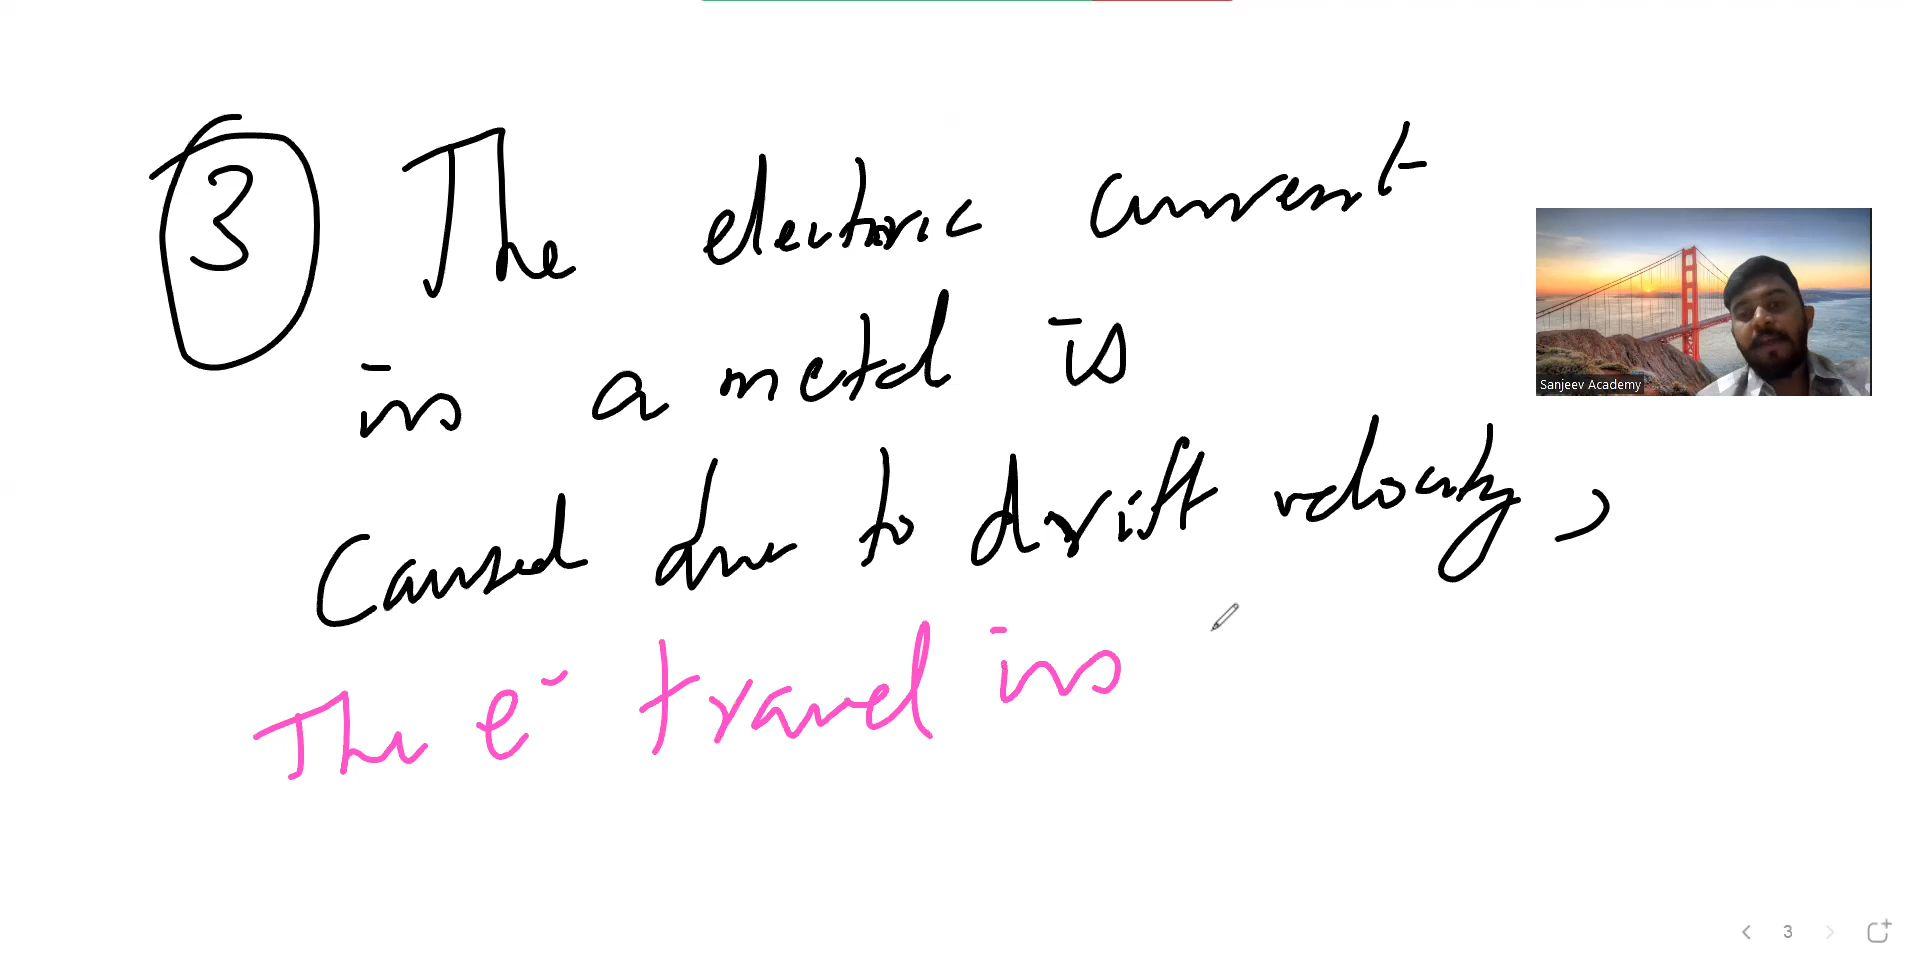 3 The electric current
in a metal is
Caused due to drift velocity,
The e⁻ travel in
Sanjeev Academy
3